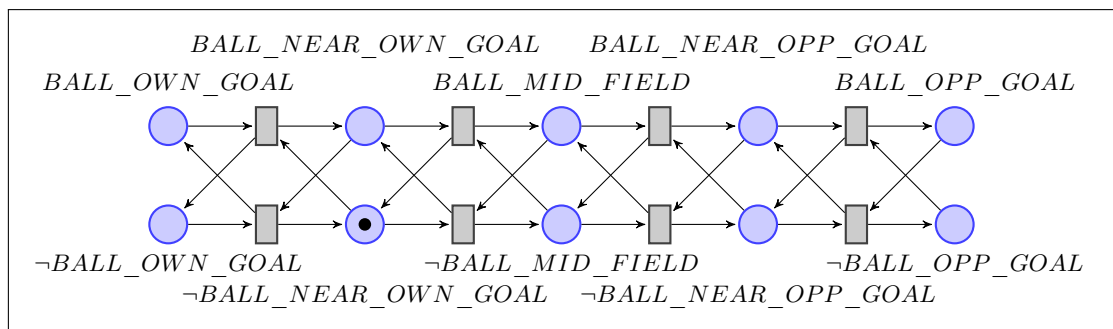 BALL_NEAR_OWN_GOAL BALL_NEAR_OPP_GOAL
BALL_OWN_GOAL BALL_MID_FIELD BALL_OPP_GOAL
¬BALL_OWN_GOAL ¬BALL_MID_FIELD ¬BALL_OPP_GOAL
¬BALL_NEAR_OWN_GOAL ¬BALL_NEAR_OPP_GOAL